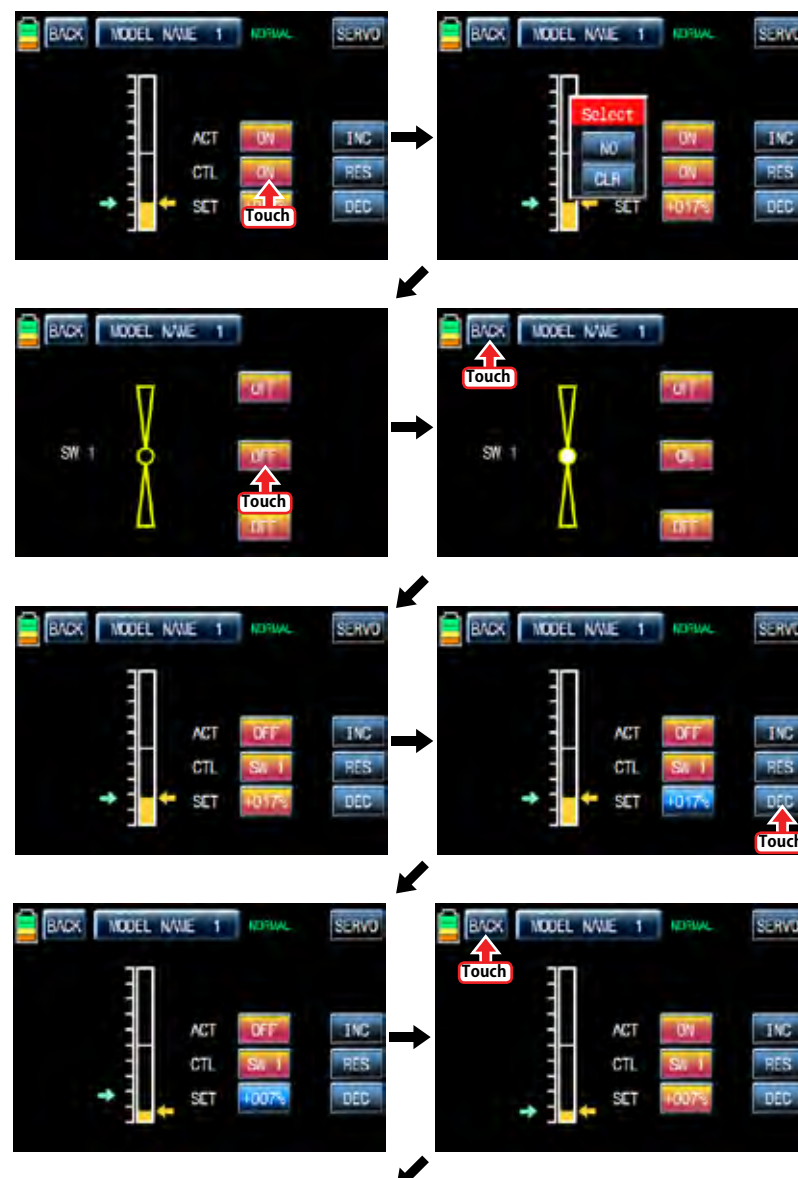 BACK MODEL NAME 1 NORMAL SERVO
ACT ON INC
CTL ON RES
SET DEC
Touch
BACK MODEL NAME 1 NORMAL SERVO
Select
NO
CLR
ON INC
ON RES
SET +017% DEC
BACK MODEL NAME 1
OFF
SW 1 OFF
Touch
OFF
BACK MODEL NAME 1
Touch
OFF
SW 1 ON
OFF
BACK MODEL NAME 1 NORMAL SERVO
ACT OFF INC
CTL SW 1 RES
SET +017% DEC
BACK MODEL NAME 1 NORMAL SERVO
ACT OFF INC
CTL SW 1 RES
SET +017% DEC
Touch
BACK MODEL NAME 1 NORMAL SERVO
ACT OFF INC
CTL SW 1 RES
SET +007% DEC
BACK MODEL NAME 1 NORMAL SERVO
Touch
ACT ON INC
CTL SW 1 RES
SET +007% DEC